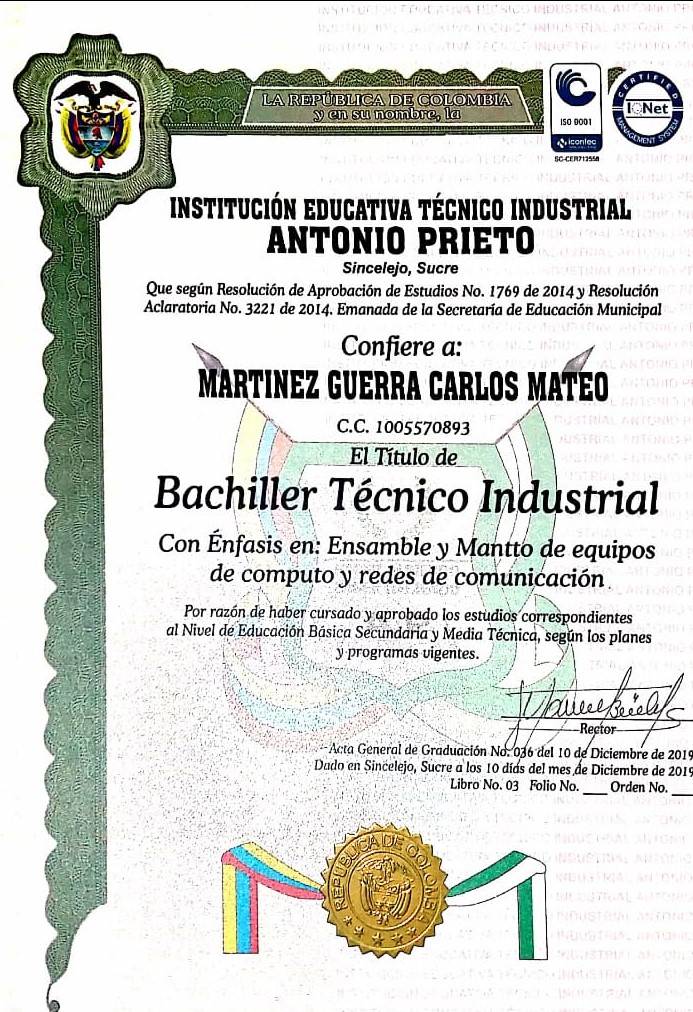 LA REPÚBLICA DE COLOMBIA
y en su nombre, la
ISO 9001
icontec
SC-CER712558
CERTIFIED
IQNet
MANAGEMENT SYSTEM
INSTITUCIÓN EDUCATIVA TÉCNICO INDUSTRIAL
ANTONIO PRIETO
Sincelejo, Sucre
Que según Resolución de Aprobación de Estudios No. 1769 de 2014 y Resolución
Aclaratoria No. 3221 de 2014. Emanada de la Secretaría de Educación Municipal
Confiere a:
MARTINEZ GUERRA CARLOS MATEO
C.C. 1005570893
El Título de
Bachiller Técnico Industrial
Con Énfasis en: Ensamble y Mantto de equipos
de computo y redes de comunicación
Por razón de haber cursado y aprobado los estudios correspondientes
al Nivel de Educación Básica Secundaria y Media Técnica, según los planes
y programas vigentes.
Rector
Acta General de Graduación No. 036 del 10 de Diciembre de 2019
Dado en Sincelejo, Sucre a los 10 días del mes de Diciembre de 2019
Libro No. 03 Folio No. ___ Orden No. ___
REPÚBLICA DE COLOMBIA